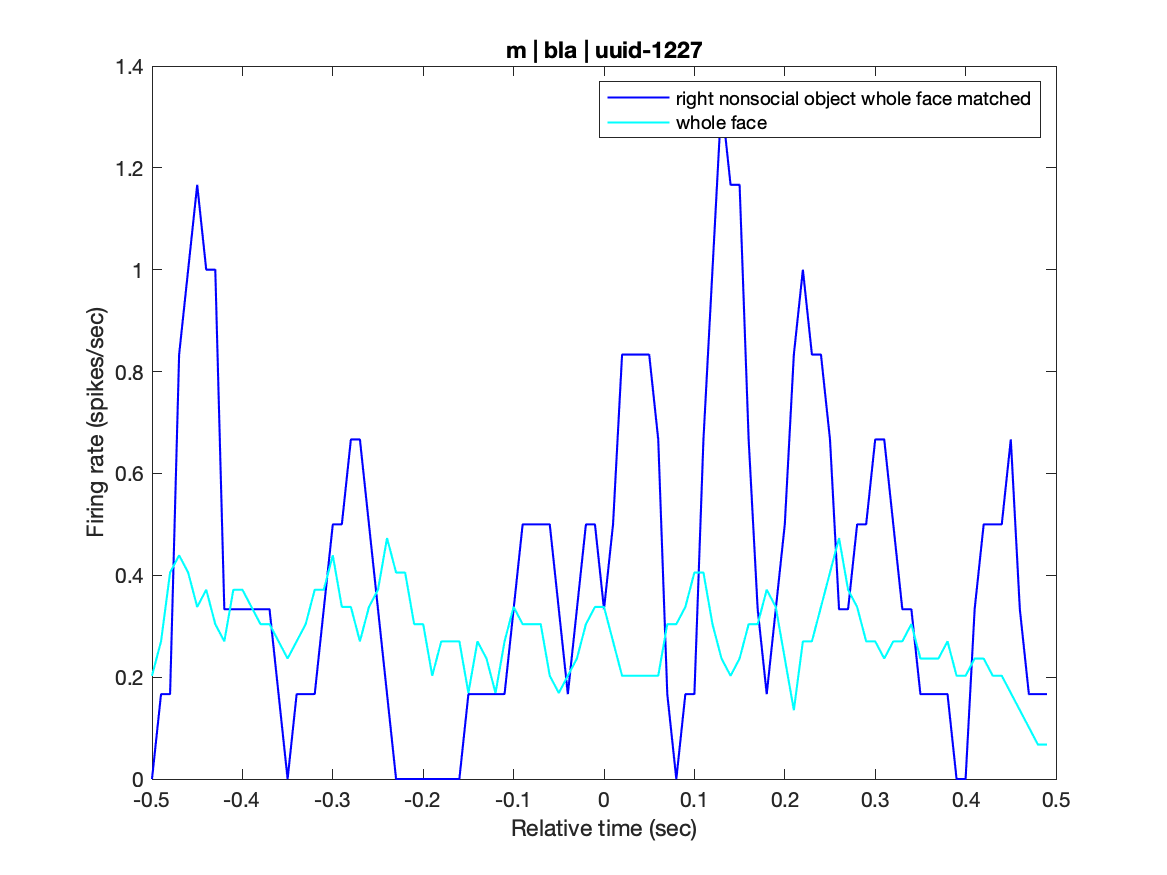 m | bla | uuid-1227
right nonsocial object whole face matched
whole face
Firing rate (spikes/sec)
1.4
1.2
1
0.8
0.6
0.4
0.2
0
-0.5 -0.4 -0.3 -0.2 -0.1 0 0.1 0.2 0.3 0.4 0.5
Relative time (sec)